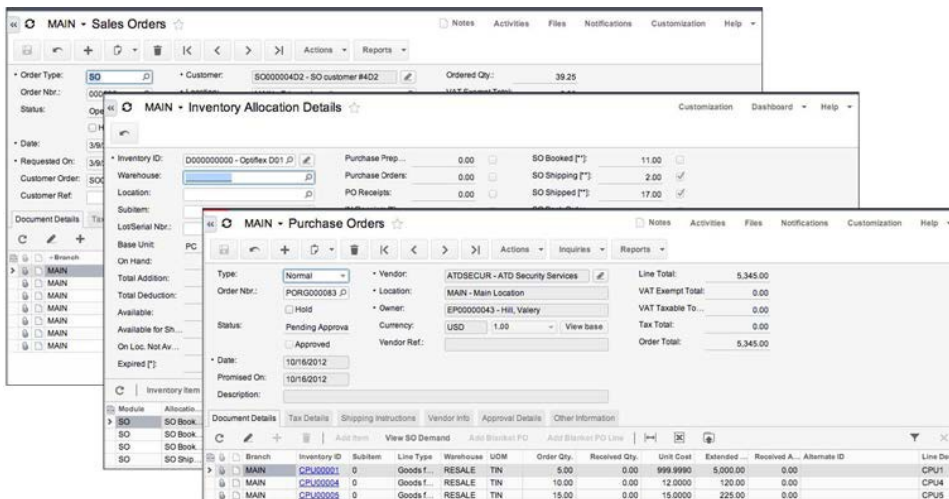 MAIN - Sales Orders
Notes Activities Files Notifications Customization Help
Actions Reports
Order Type: SO Customer: SO000004D2 - SO customer #4D2 Ordered Qty.: 39.25
Order Nbr.:
Status:
Date:
Requested On:
Customer Order:
Customer Ref:
Document Details
Branch
MAIN
MAIN
MAIN
MAIN
MAIN
MAIN
MAIN - Inventory Allocation Details
Customization Dashboard Help
Inventory ID: D000000000 - Optiflex D01 Purchase Prep... 0.00 SO Booked [**]: 11.00
Warehouse: Purchase Orders: 0.00 SO Shipping [**]: 2.00
Location: PO Receipts: 0.00 SO Shipped [**]: 17.00
Subitem:
Lot/Serial Nbr.:
Base Unit: PC
On Hand:
Total Addition:
Total Deduction:
Available:
Available for Sh...
On Loc. Not Av...
Expired [*]:
Inventory Item
Module Allocatio
SO SO Book
SO SO Book
SO SO Book
SO SO Ship
MAIN - Purchase Orders
Notes Activities Files Notifications Customization Help
Actions Inquiries Reports
Type: Normal Vendor: ATDSECUR - ATD Security Services Line Total: 5,345.00
Order Nbr.: PORG000083 Location: MAIN - Main Location VAT Exempt Total: 0.00
Hold Owner: EP00000043 - Hill, Valery VAT Taxable To... 0.00
Status: Pending Approva Currency: USD 1.00 View base Tax Total: 0.00
Approved Vendor Ref.: Order Total: 5,345.00
Date: 10/16/2012
Promised On: 10/16/2012
Description:
Document Details Tax Details Shipping Instructions Vendor Info Approval Details Other Information
Add Item View SO Demand Add Blanket PO Add Blanket PO Line
Branch Inventory ID Subitem Line Type Warehouse UOM Order Qty. Received Qty. Unit Cost Extended ... Received A... Alternate ID Line De
MAIN CPU00001 0 Goods f... RESALE TIN 5.00 0.00 999.9990 5,000.00 0.00 CPU1
MAIN CPU00004 0 Goods f... RESALE TIN 10.00 0.00 12.0000 120.00 0.00 CPU4
MAIN CPU00005 0 Goods f... RESALE TIN 15.00 0.00 15.0000 225.00 0.00 CPU5